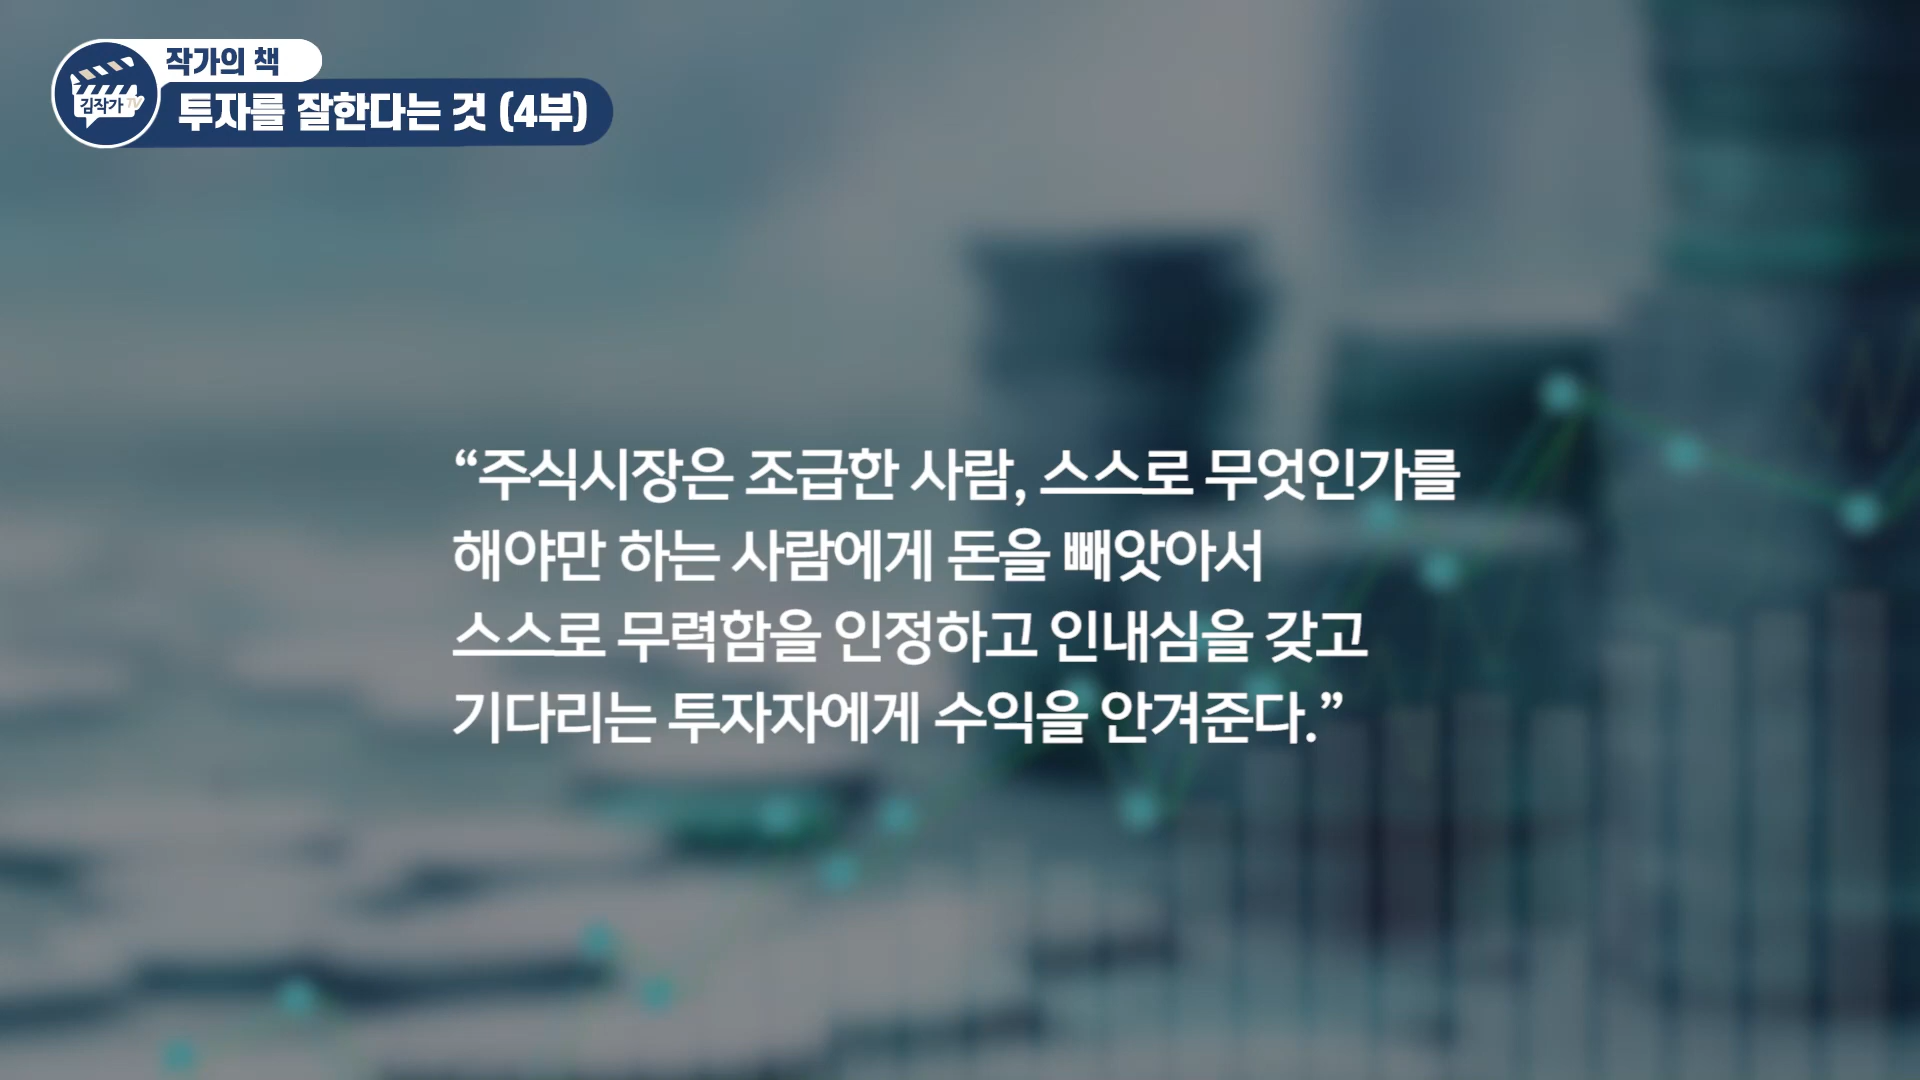 작가의 책
김작가 TV
투자를 잘한다는 것 (4부)
“주식시장은 조급한 사람, 스스로 무엇인가를
해야만 하는 사람에게 돈을 빼앗아서
스스로 무력함을 인정하고 인내심을 갖고
기다리는 투자자에게 수익을 안겨준다.”